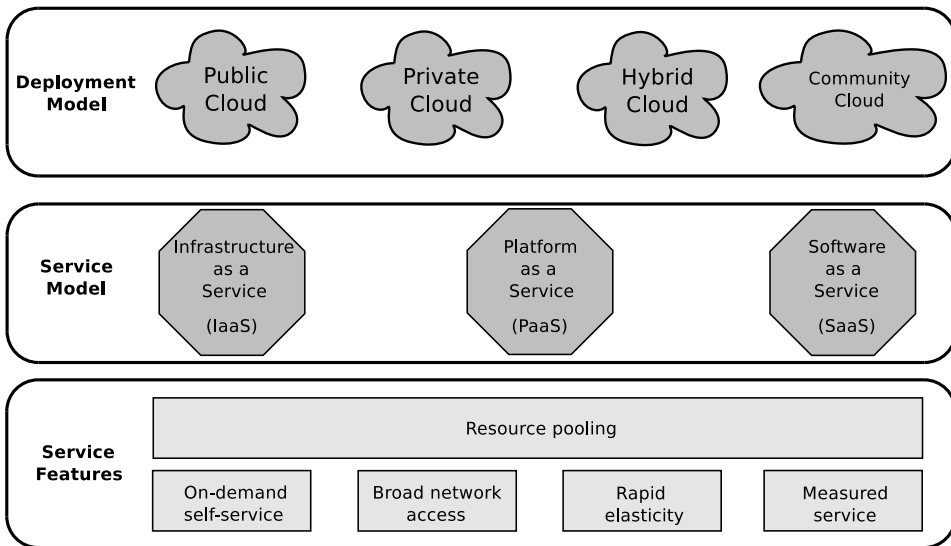 Deployment
Model
Public
Cloud
Private
Cloud
Hybrid
Cloud
Community
Cloud
Service
Model
Infrastructure
as a
Service
(IaaS)
Platform
as a
Service
(PaaS)
Software
as a
Service
(SaaS)
Service
Features
Resource pooling
On-demand
self-service
Broad network
access
Rapid
elasticity
Measured
service